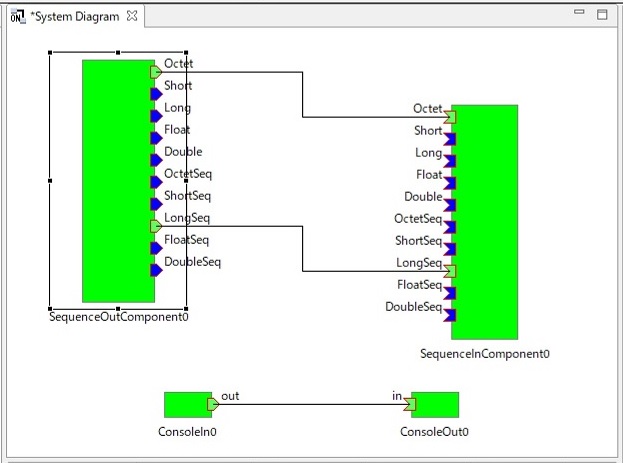 ON
*System Diagram
Octet
Short
Long
Float
Double
OctetSeq
ShortSeq
LongSeq
FloatSeq
DoubleSeq
SequenceOutComponent0
Octet
Short
Long
Float
Double
OctetSeq
ShortSeq
LongSeq
FloatSeq
DoubleSeq
SequenceInComponent0
out
in
ConsoleIn0
ConsoleOut0